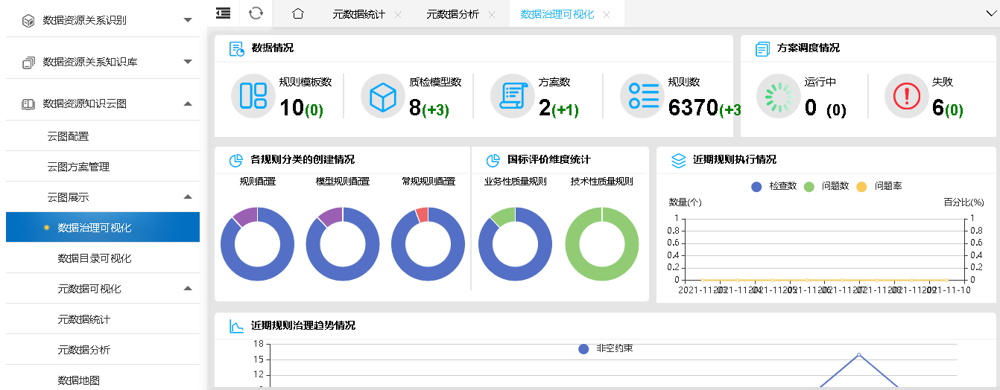 数据资源关系识别
数据资源关系知识库
数据资源知识云图
云图配置
云图方案管理
云图展示
数据治理可视化
数据目录可视化
元数据可视化
元数据统计
元数据分析
数据地图
元数据统计
元数据分析
数据治理可视化
数据情况
规则模板数
10(0)
质检模型数
8(+3)
方案数
2(+1)
规则数
6370(+3
方案调度情况
运行中
0 (0)
失败
6(0)
各规则分类的创建情况
规则配置
模型规则配置
常规规则配置
国标评价维度统计
业务性质量规则
技术性质量规则
近期规则执行情况
检查数
问题数
问题率
数量(个)
百分比(%)
1
0.8
0.6
0.4
0.2
0
1
0.8
0.6
0.4
0.2
0
近期规则治理趋势情况
非空约束
18
15
12